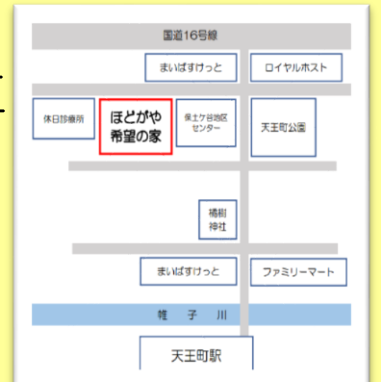 国道16号線
まいばすけっと
ロイヤルホスト
休日診療所
ほどがや
希望の家
保土ケ谷地区
センター
天王町公園
橘樹
神社
まいばすけっと
ファミリーマート
帷子川
天王町駅